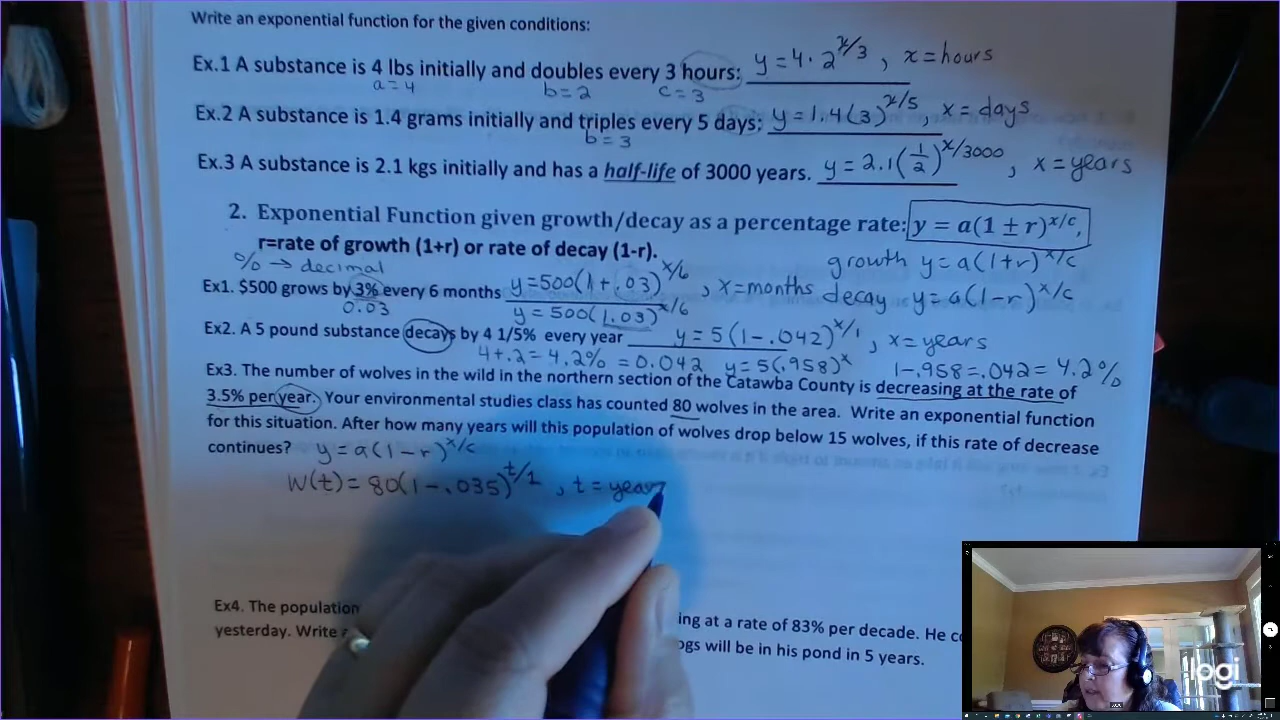 Write an exponential function for the given conditions:
Ex.1 A substance is 4 lbs initially and doubles every 3 hours: y = 4 · 2^x/3 , x = hours
a = 4 b = 2 c = 3
Ex.2 A substance is 1.4 grams initially and triples every 5 days; y = 1.4(3)^x/5 , x = days
b = 3
Ex.3 A substance is 2.1 kgs initially and has a half-life of 3000 years. y = 2.1(1/2)^x/3000 , x = years
2. Exponential Function given growth/decay as a percentage rate: y = a(1 ± r)^x/c,
r=rate of growth (1+r) or rate of decay (1-r).
growth y = a(1+r)^x/c
% → decimal
Ex1. $500 grows by 3% every 6 months y = 500(1 + .03)^x/6 , x = months decay y = a(1-r)^x/c
0.03 y = 500(1.03)^x/6
Ex2. A 5 pound substance decays by 4 1/5% every year y = 5(1 - .042)^x/1 , x = years
4 + .2 = 4.2% = 0.042 y = 5(.958)^x 1 - .958 = .042 = 4.2%
Ex3. The number of wolves in the wild in the northern section of the Catawba County is decreasing at the rate of
3.5% per year. Your environmental studies class has counted 80 wolves in the area. Write an exponential function
for this situation. After how many years will this population of wolves drop below 15 wolves, if this rate of decrease
continues? y = a(1 - r)^x/c
W(t) = 80(1 - .035)^t/1 , t = year
Ex4. The population ing at a rate of 83% per decade. He
yesterday. Write ogs will be in his pond in 5 years.
logi